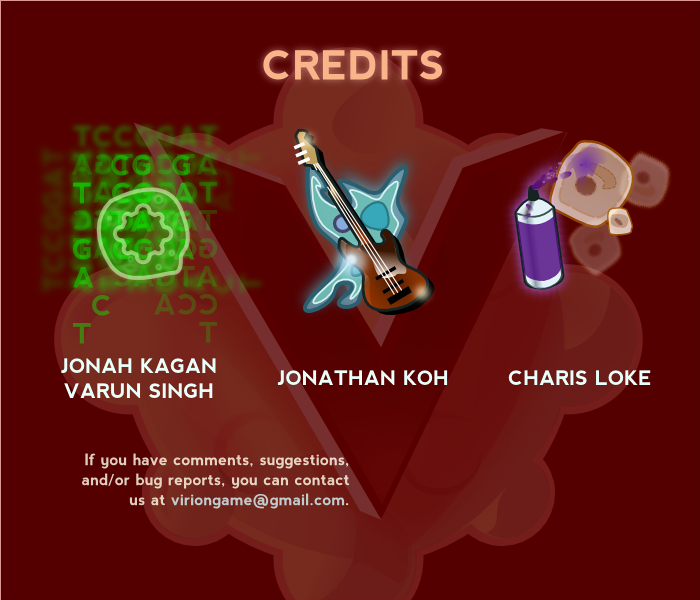 CREDITS
JONAH KAGAN
VARUN SINGH
JONATHAN KOH
CHARIS LOKE
If you have comments, suggestions,
and/or bug reports, you can contact
us at viriongame@gmail.com.